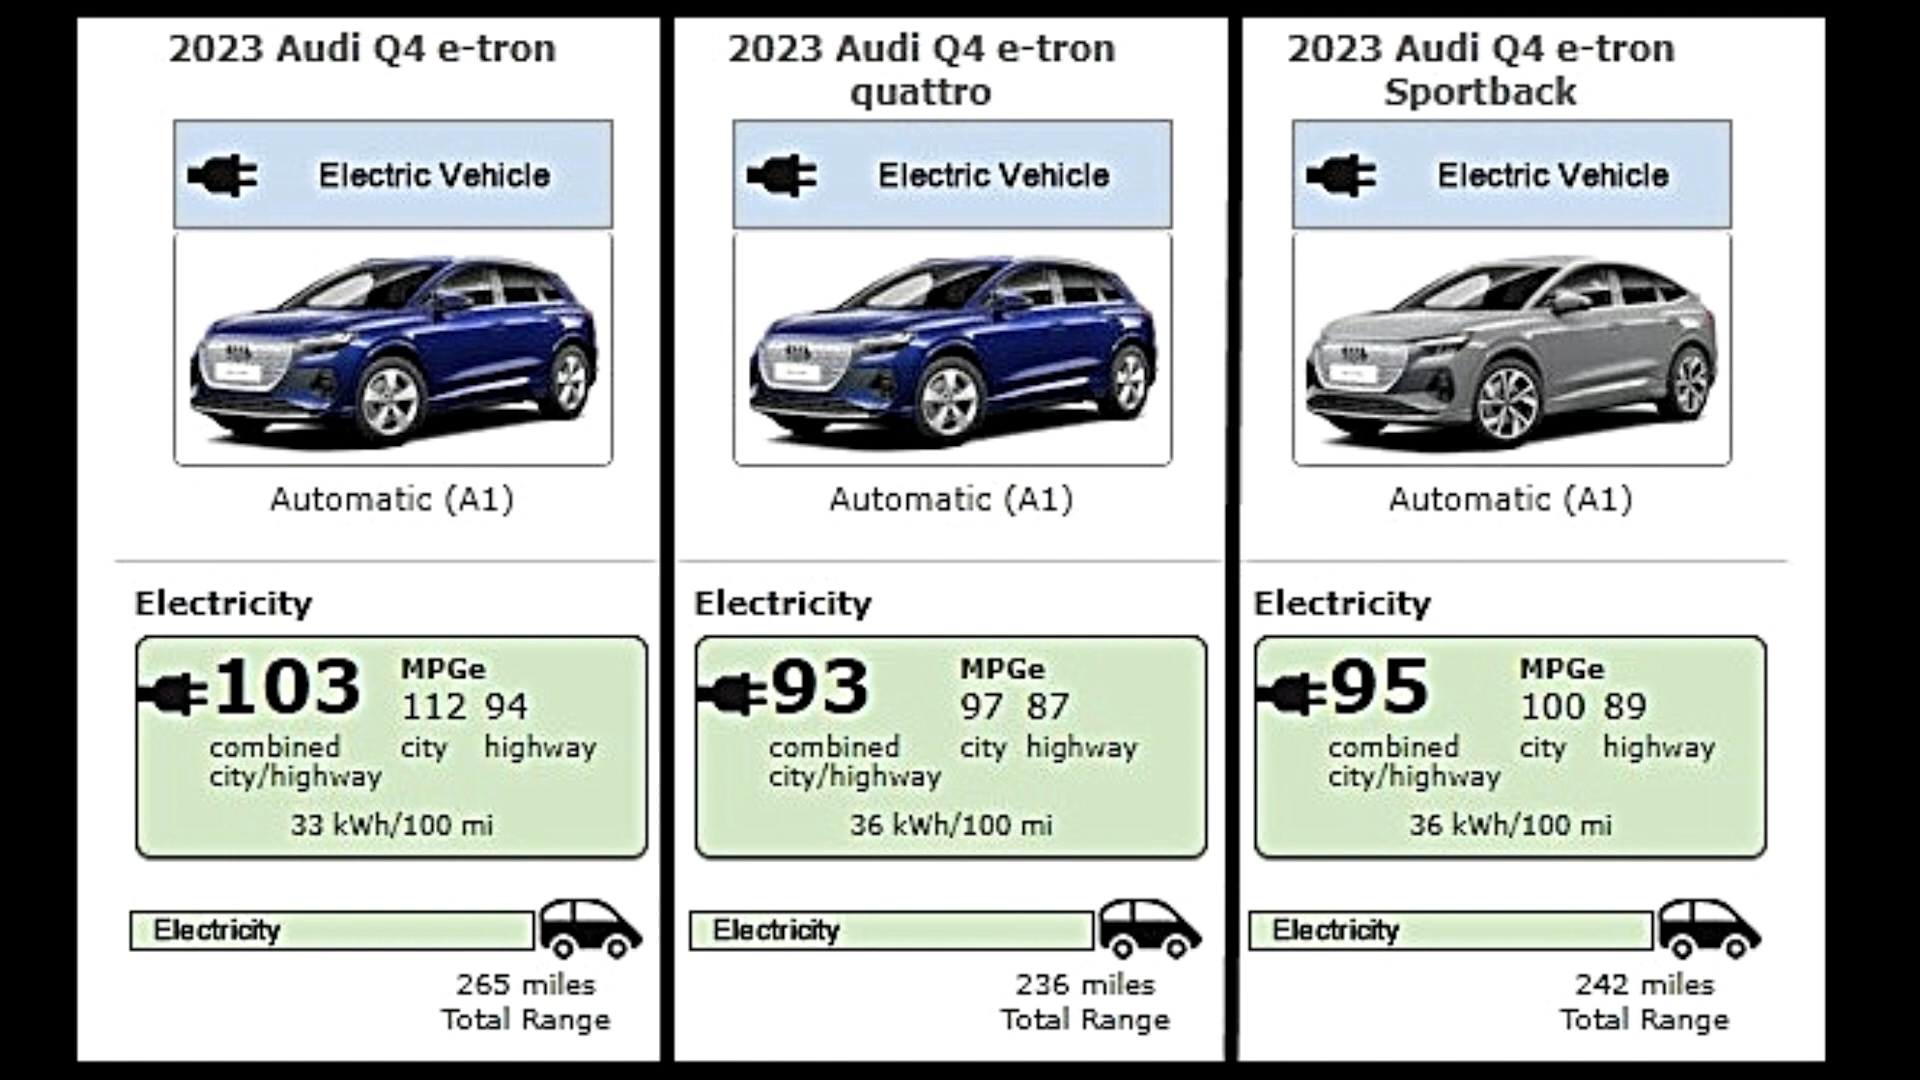 2023 Audi Q4 e-tron
Electric Vehicle
Automatic (A1)
Electricity
103
MPGe
112 94
combined city/highway
city highway
33 kWh/100 mi
Electricity
265 miles
Total Range
2023 Audi Q4 e-tron
quattro
Electric Vehicle
Automatic (A1)
Electricity
93
MPGe
97 87
combined city/highway
city highway
36 kWh/100 mi
Electricity
236 miles
Total Range
2023 Audi Q4 e-tron
Sportback
Electric Vehicle
Automatic (A1)
Electricity
95
MPGe
100 89
combined city/highway
city highway
36 kWh/100 mi
Electricity
242 miles
Total Range